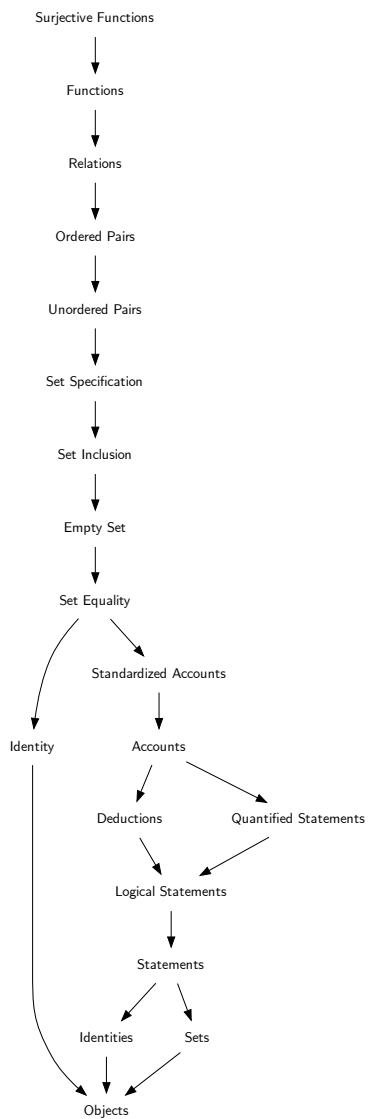 Surjective Functions
Functions
Relations
Ordered Pairs
Unordered Pairs
Set Specification
Set Inclusion
Empty Set
Set Equality
Standardized Accounts
Identity
Accounts
Deductions
Quantified Statements
Logical Statements
Statements
Identities
Sets
Objects